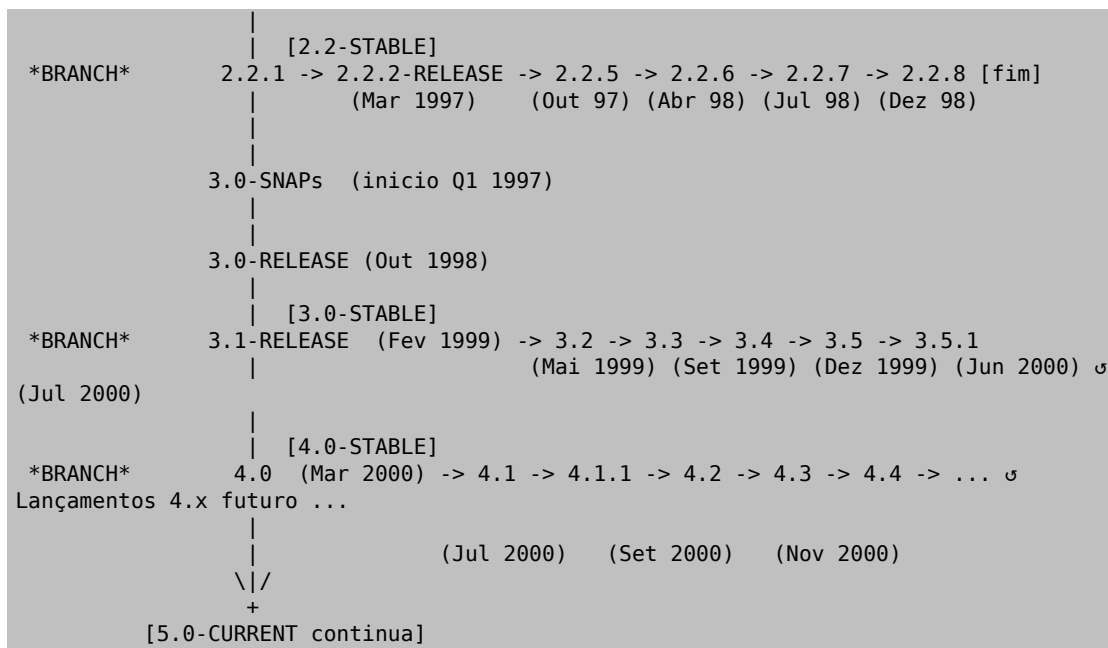 |
                  |  [2.2-STABLE]
 *BRANCH*       2.2.1 -> 2.2.2-RELEASE -> 2.2.5 -> 2.2.6 -> 2.2.7 -> 2.2.8 [fim]
                  |       (Mar 1997)    (Out 97) (Abr 98) (Jul 98) (Dez 98)
                  |
                  |
               3.0-SNAPs  (inicio Q1 1997)
                  |
                  |
               3.0-RELEASE (Out 1998)
                  |
                  |  [3.0-STABLE]
 *BRANCH*      3.1-RELEASE  (Fev 1999) -> 3.2 -> 3.3 -> 3.4 -> 3.5 -> 3.5.1
                  |                    (Mai 1999) (Set 1999) (Dez 1999) (Jun 2000) ↺
(Jul 2000)
                  |
                  |  [4.0-STABLE]
 *BRANCH*        4.0  (Mar 2000) -> 4.1 -> 4.1.1 -> 4.2 -> 4.3 -> 4.4 -> ... ↺
Lançamentos 4.x futuro ...
                  |
                  |             (Jul 2000)   (Set 2000)   (Nov 2000)
                 \|/
                  +
          [5.0-CURRENT continua]